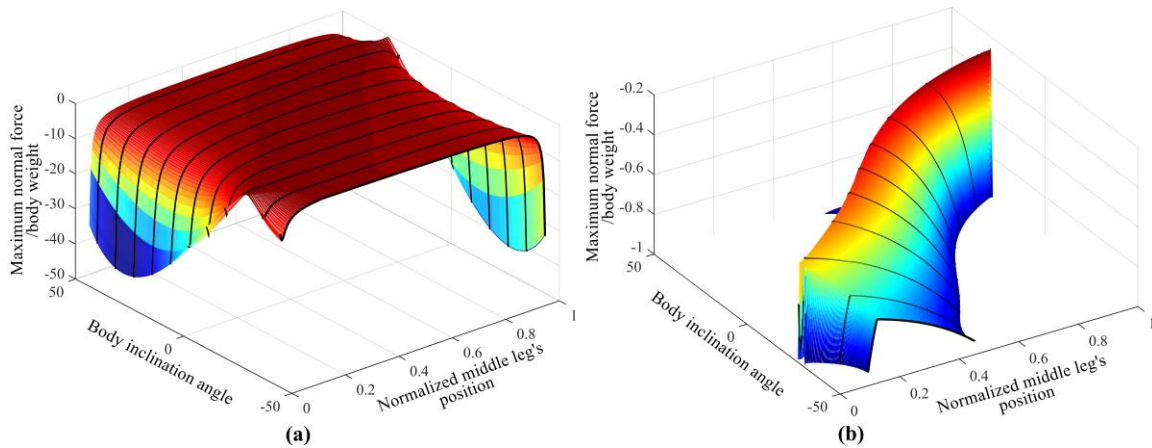 Maximum normal force
/body weight
0
-10
-20
-30
-40
-50
50
0
-50
Body inclination angle
0
0.2
0.4
0.6
0.8
1
Normalized middle leg's
position
(a)
Maximum normal force
/body weight
-0.2
-0.4
-0.6
-0.8
-1
50
0
-50
Body inclination angle
0
0.2
0.4
0.6
0.8
1
Normalized middle leg's
position
(b)